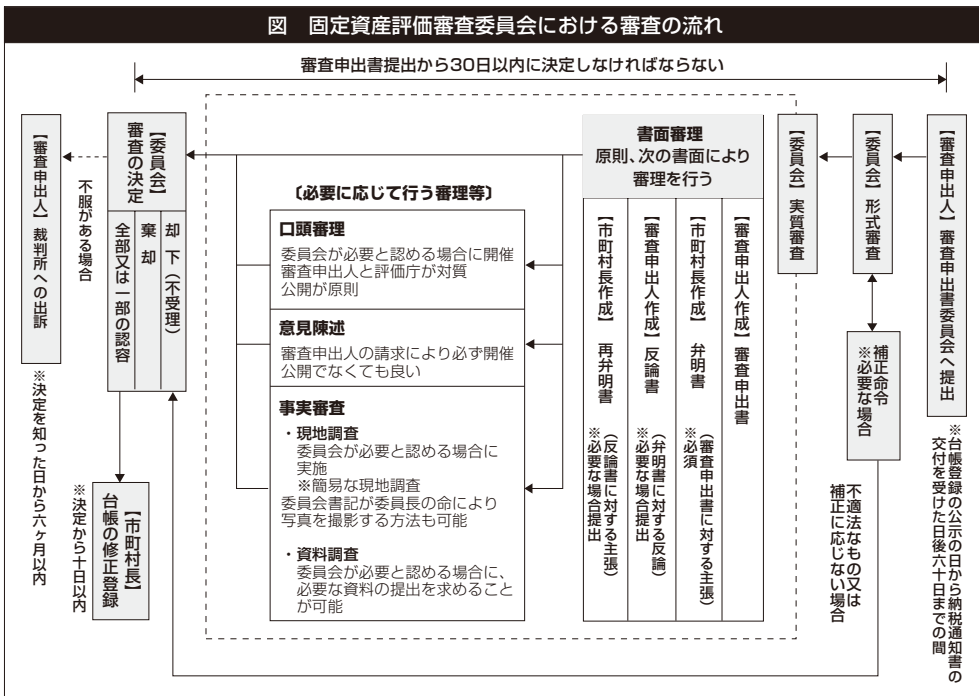 図　固定資産評価審査委員会における審査の流れ
審査申出書提出から30日以内に決定しなければならない
【審査申出人】審査申出書委員会へ提出
※台帳登録の公示の日から納税通知書の
交付を受けた日後六十日までの間
【委員会】形式審査
補正命令
※必要な場合
不適法なもの又は
補正に応じない場合
【委員会】実質審査
書面審理
原則、次の書面により
審理を行う
【審査申出人作成】審査申出書
【市町村長作成】　弁明書
（審査申出書に対する主張）
※必須
【審査申出人作成】反論書
（弁明書に対する反論）
※必要な場合提出
【市町村長作成】　再弁明書
（反論書に対する主張）
※必要な場合提出
〔必要に応じて行う審理等〕
口頭審理
委員会が必要と認める場合に開催
審査申出人と評価庁が対質
公開が原則
意見陳述
審査申出人の請求により必ず開催
公開でなくても良い
事実審査
・現地調査
委員会が必要と認める場合に
実施
※簡易な現地調査
委員会書記が委員長の命により
写真を撮影する方法も可能
・資料調査
委員会が必要と認める場合に、
必要な資料の提出を求めること
が可能
【委員会】
審査の決定
却　下（不受理）
棄　却
全部又は一部の認容
【市町村長】
台帳の修正登録
※決定から十日以内
不服がある場合
【審査申出人】裁判所への出訴
※決定を知った日から六ヶ月以内